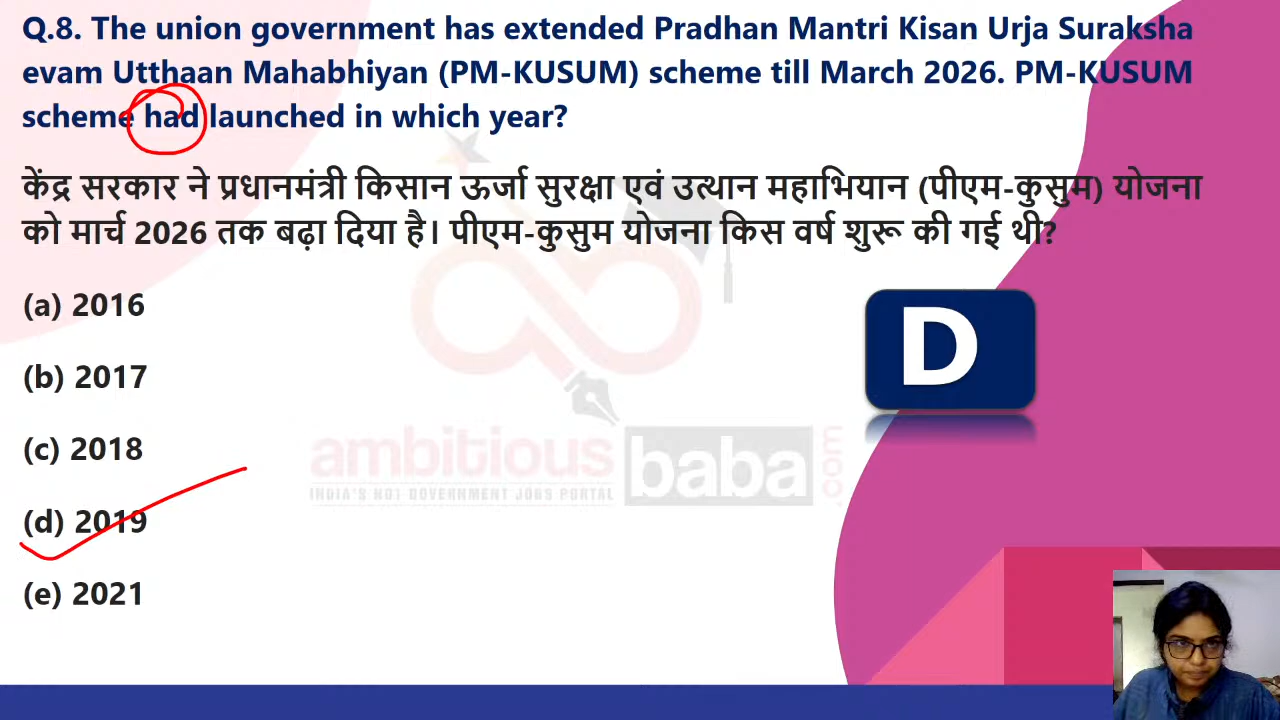 Q.8. The union government has extended Pradhan Mantri Kisan Urja Suraksha
evam Utthaan Mahabhiyan (PM-KUSUM) scheme till March 2026. PM-KUSUM
scheme had launched in which year?
केंद्र सरकार ने प्रधानमंत्री किसान ऊर्जा सुरक्षा एवं उत्थान महाभियान (पीएम-कुसुम) योजना
को मार्च 2026 तक बढ़ा दिया है। पीएम-कुसुम योजना किस वर्ष शुरू की गई थी?
(a) 2016
D
(b) 2017
(c) 2018
ambitious baba .com
INDIA'S NO1 GOVERNMENT JOBS PORTAL
(d) 2019
(e) 2021